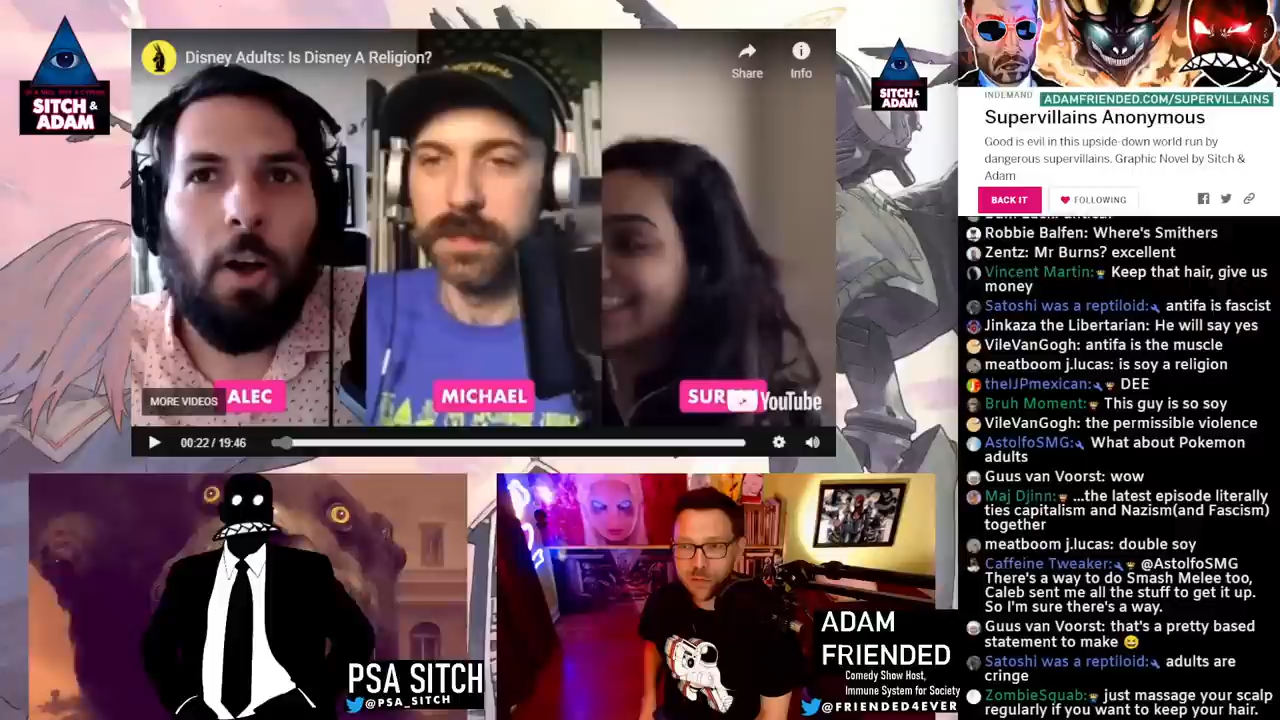 Disney Adults: Is Disney A Religion?
Share
Info
SITCH &
ADAM
SITCH
& ADAM
MORE VIDEOS
ALEC
MICHAEL
SUR
YouTube
00:22 / 19:46
PSA SITCH
@PSA_SITCH
ADAM
FRIENDED
Comedy Show Host,
Immune System for Society
@FRIENDED4EVER
INDEMAND
ADAMFRIENDED.COM/SUPERVILLAINS
Supervillains Anonymous
Good is evil in this upside-down world run by
dangerous supervillains. Graphic Novel by Sitch &
Adam
BACK IT
FOLLOWING
Robbie Balfen: Where's Smithers
Zentz: Mr Burns? excellent
Vincent Martin: Keep that hair, give us
money
Satoshi was a reptiloid: antifa is fascist
Jinkaza the Libertarian: He will say yes
VileVanGogh: antifa is the muscle
meatboom j.lucas: is soy a religion
theIJPmexican: DEE
Bruh Moment: This guy is so soy
VileVanGogh: the permissible violence
AstolfoSMG: What about Pokemon
adults
Guus van Voorst: wow
Maj Djinn: ...the latest episode literally
ties capitalism and Nazism(and Fascism)
together
meatboom j.lucas: double soy
Caffeine Tweaker: @AstolfoSMG
There's a way to do Smash Melee too,
Caleb sent me all the stuff to get it up.
So I'm sure there's a way.
Guus van Voorst: that's a pretty based
statement to make 😅
Satoshi was a reptiloid: adults are
cringe
ZombieSquab: just massage your scalp
regularly if you want to keep your hair.